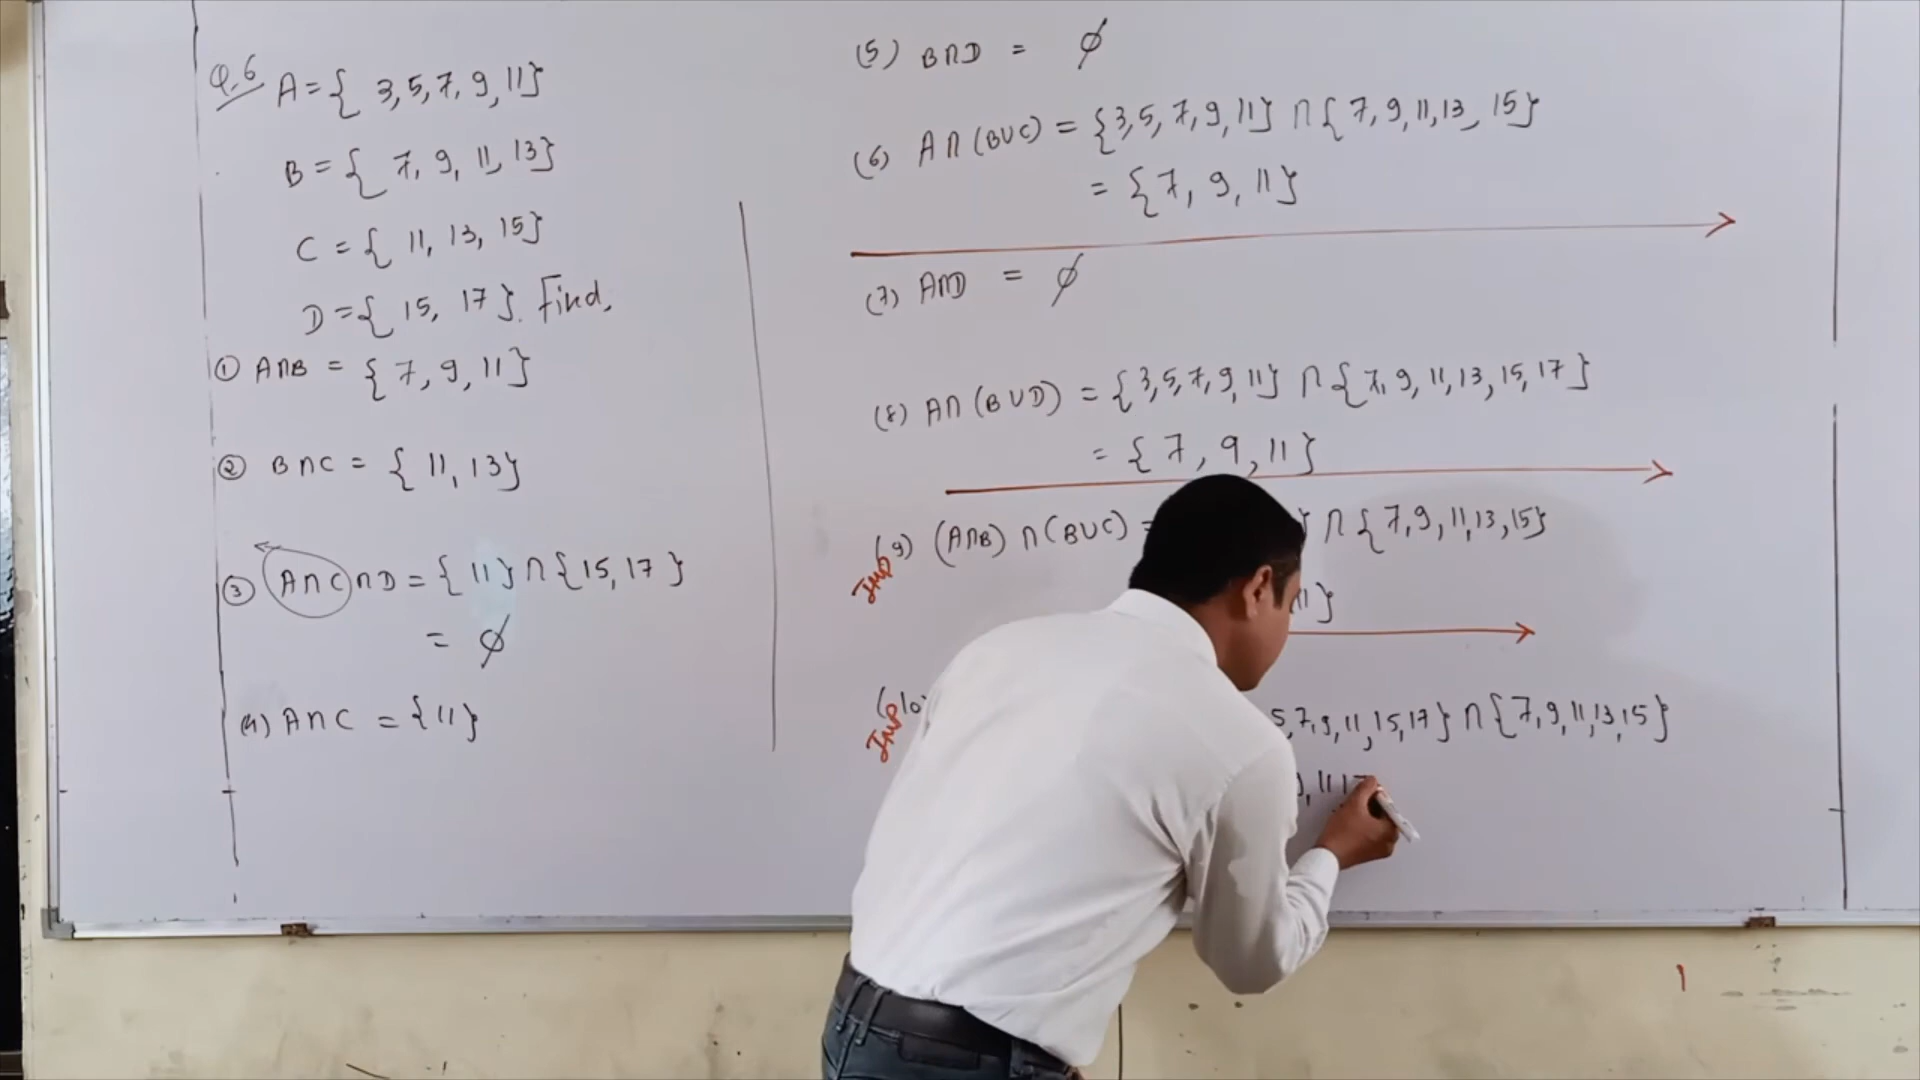 Q.6 A = { 3, 5, 7, 9, 11}
B = { 7, 9, 11, 13}
C = { 11, 13, 15}
D = { 15, 17 }. Find,
① A∩B = { 7, 9, 11}
② B∩C = { 11, 13}
③ A∩C∩D = { 11} ∩ {15, 17 }
= ϕ
(4) A∩C = {11}
(5) B∩D = ϕ
(6) A∩(B∪C) = {3, 5, 7, 9, 11} ∩ { 7, 9, 11, 13, 15}
= {7, 9, 11}
(7) A∩D = ϕ
(8) A∩(B∪D) = {3, 5, 7, 9, 11} ∩ {7, 9, 11, 13, 15, 17 }
= { 7, 9, 11}
Imp (9) (A∩B) ∩ (B∪C) = } ∩ { 7, 9, 11, 13, 15}
11}
Imp (10 5, 7, 9, 11, 15, 17} ∩ {7, 9, 11, 13, 15}
, 11, 1